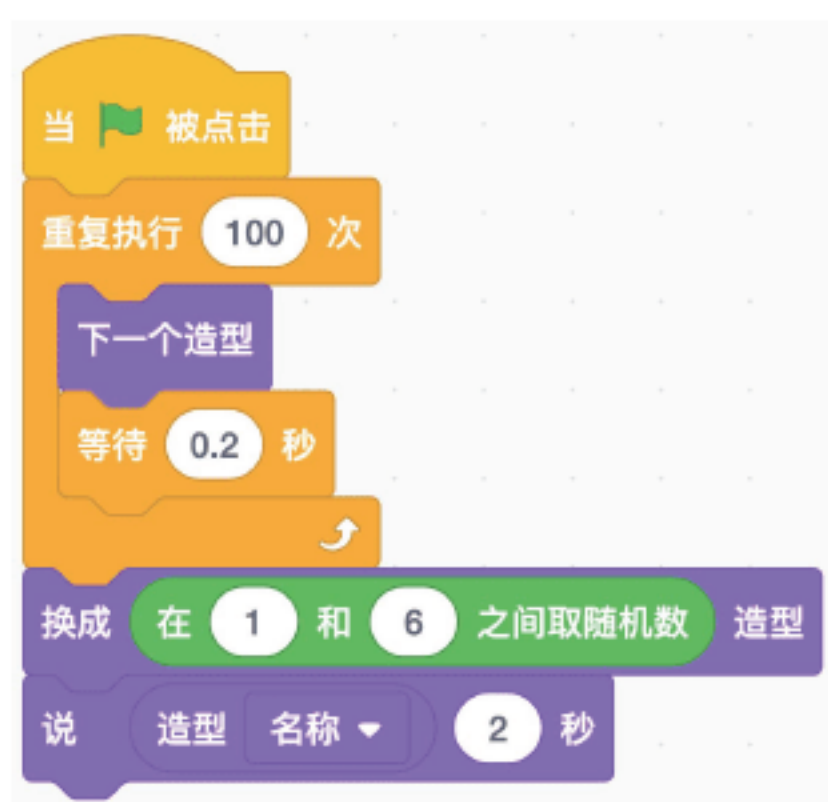 当 被点击
重复执行 100 次
下一个造型
等待 0.2 秒
换成 在 1 和 6 之间取随机数 造型
说 造型 名称 2 秒